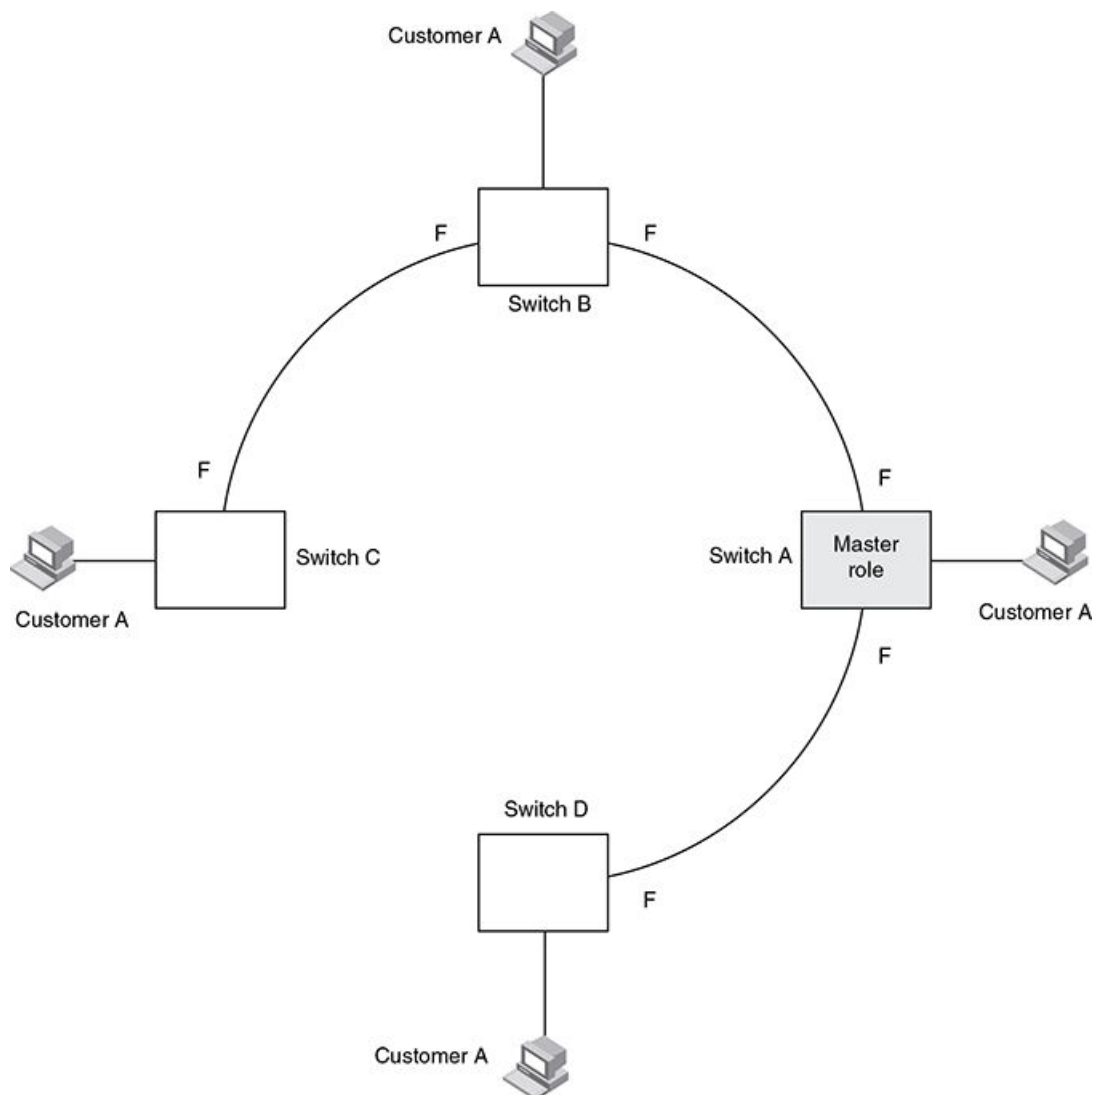 Customer A
F
F
Switch B
F
F
Switch C
Switch A
Master
role
Customer A
Customer A
F
Switch D
F
Customer A